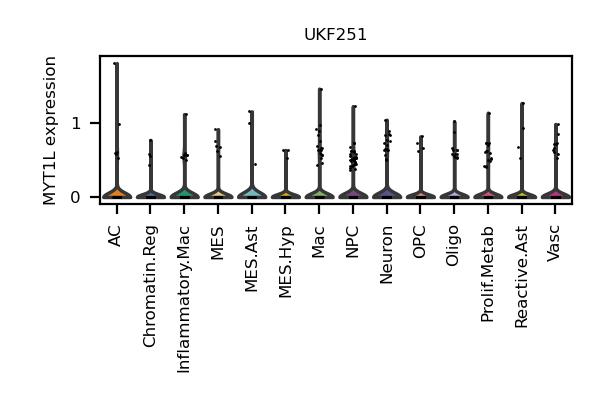 UKF251
MYT1L expression
1
0
AC
Chromatin.Reg
Inflammatory.Mac
MES
MES.Ast
MES.Hyp
Mac
NPC
Neuron
OPC
Oligo
Prolif.Metab
Reactive.Ast
Vasc